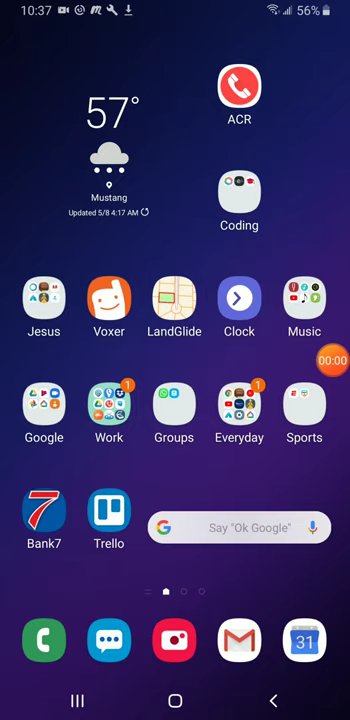 10:37
56%
57°
Mustang
Updated 5/8 4:17 AM
ACR
Coding
Jesus
Voxer
LandGlide
Clock
Music
00:00
1
1
Google
Work
Groups
Everyday
Sports
7
Bank7
Trello
Say "Ok Google"
31